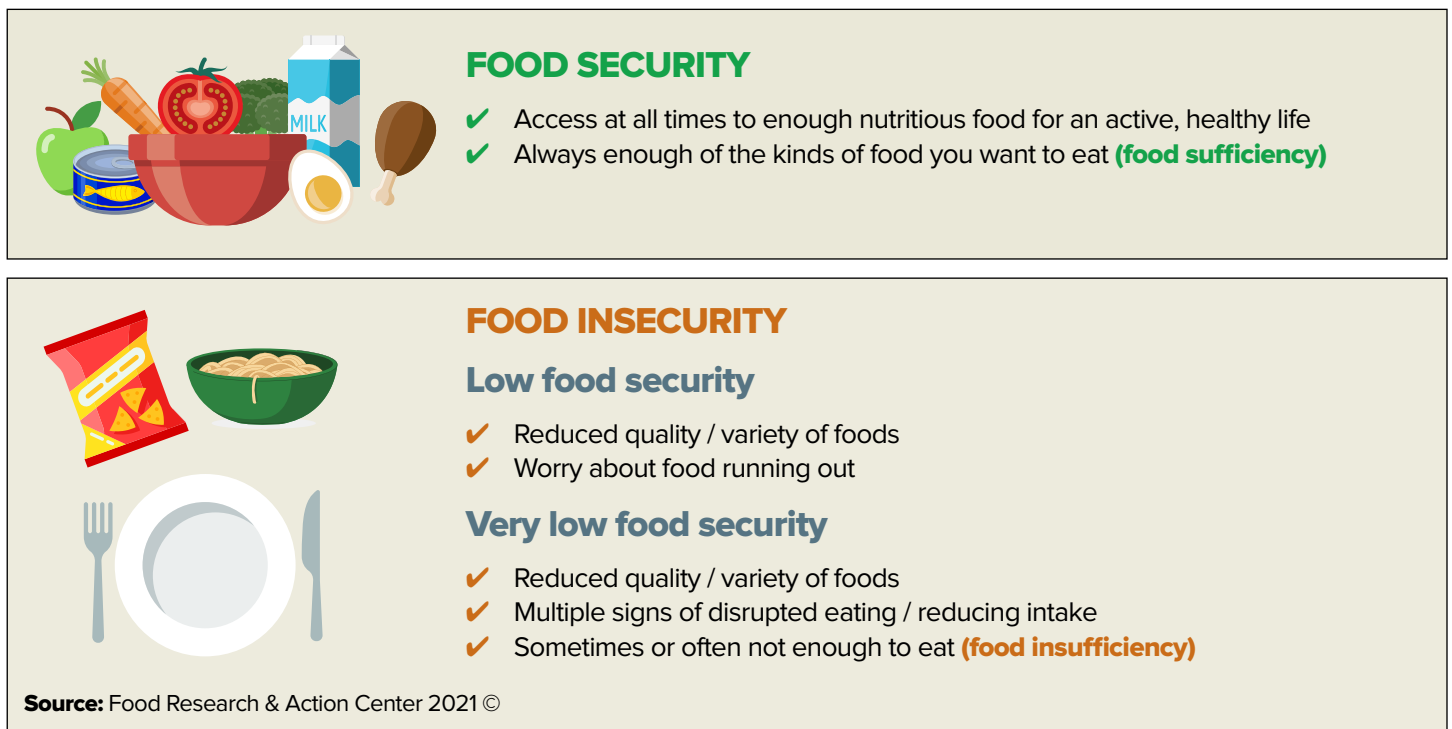 MILK
FOOD SECURITY
✔ Access at all times to enough nutritious food for an active, healthy life
✔ Always enough of the kinds of food you want to eat (food sufficiency)
FOOD INSECURITY
Low food security
✔ Reduced quality / variety of foods
✔ Worry about food running out
Very low food security
✔ Reduced quality / variety of foods
✔ Multiple signs of disrupted eating / reducing intake
✔ Sometimes or often not enough to eat (food insufficiency)
Source: Food Research & Action Center 2021 ©